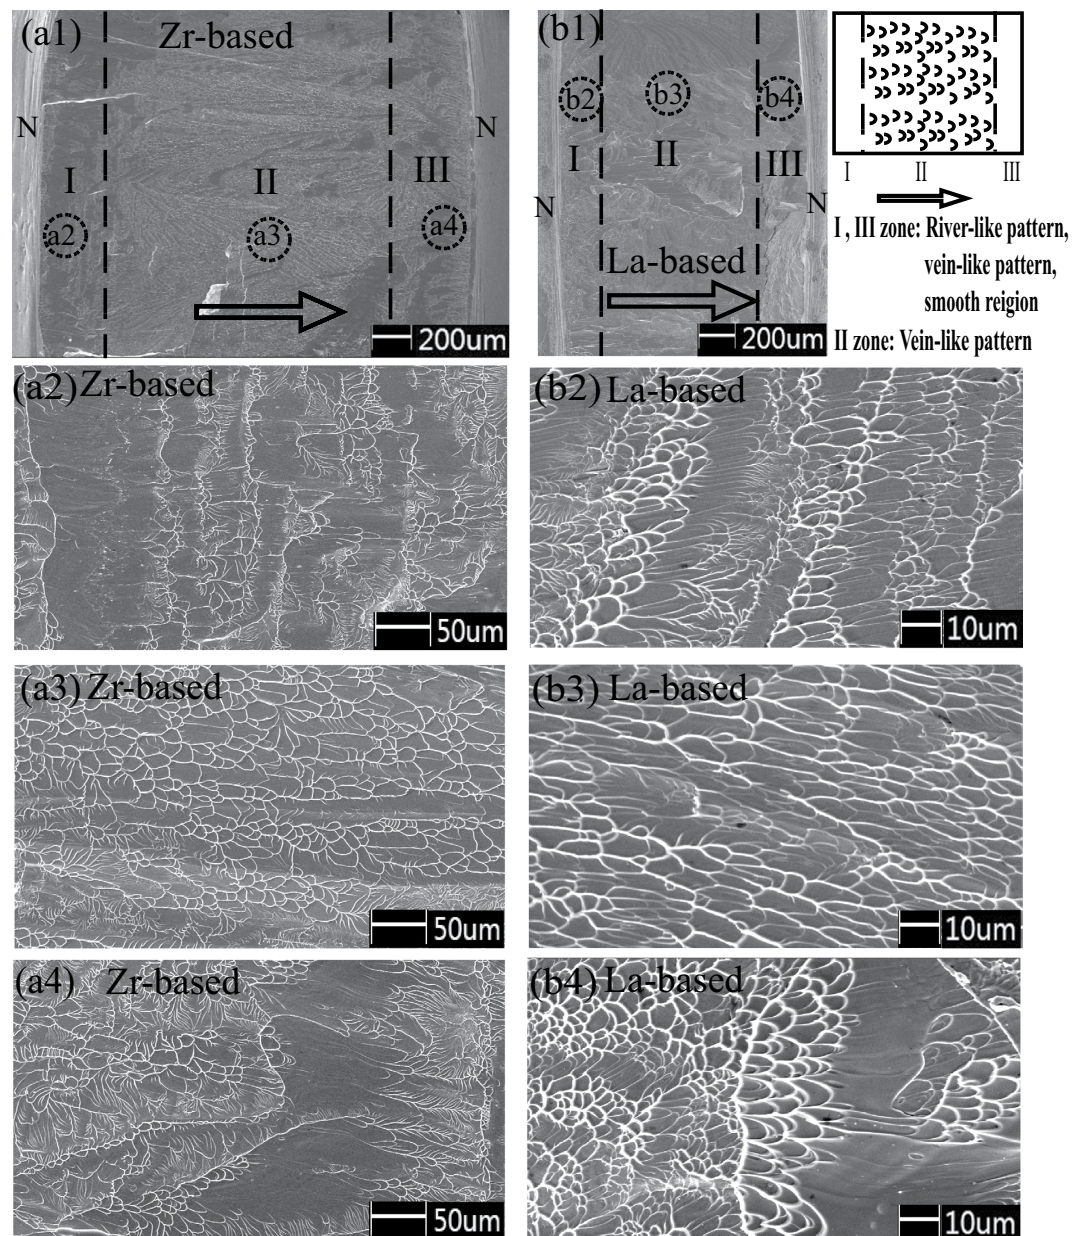 (a1) Zr-based
N
N
I
II
III
a2
a3
a4
200um
(b1)
b2
b3
b4
I
II
III
N
N
La-based
200um
I II III
I , III zone: River-like pattern,
vein-like pattern,
smooth reigion
II zone: Vein-like pattern
(a2) Zr-based
50um
(b2) La-based
10um
(a3) Zr-based
50um
(b3) La-based
10um
(a4) Zr-based
50um
(b4) La-based
10um